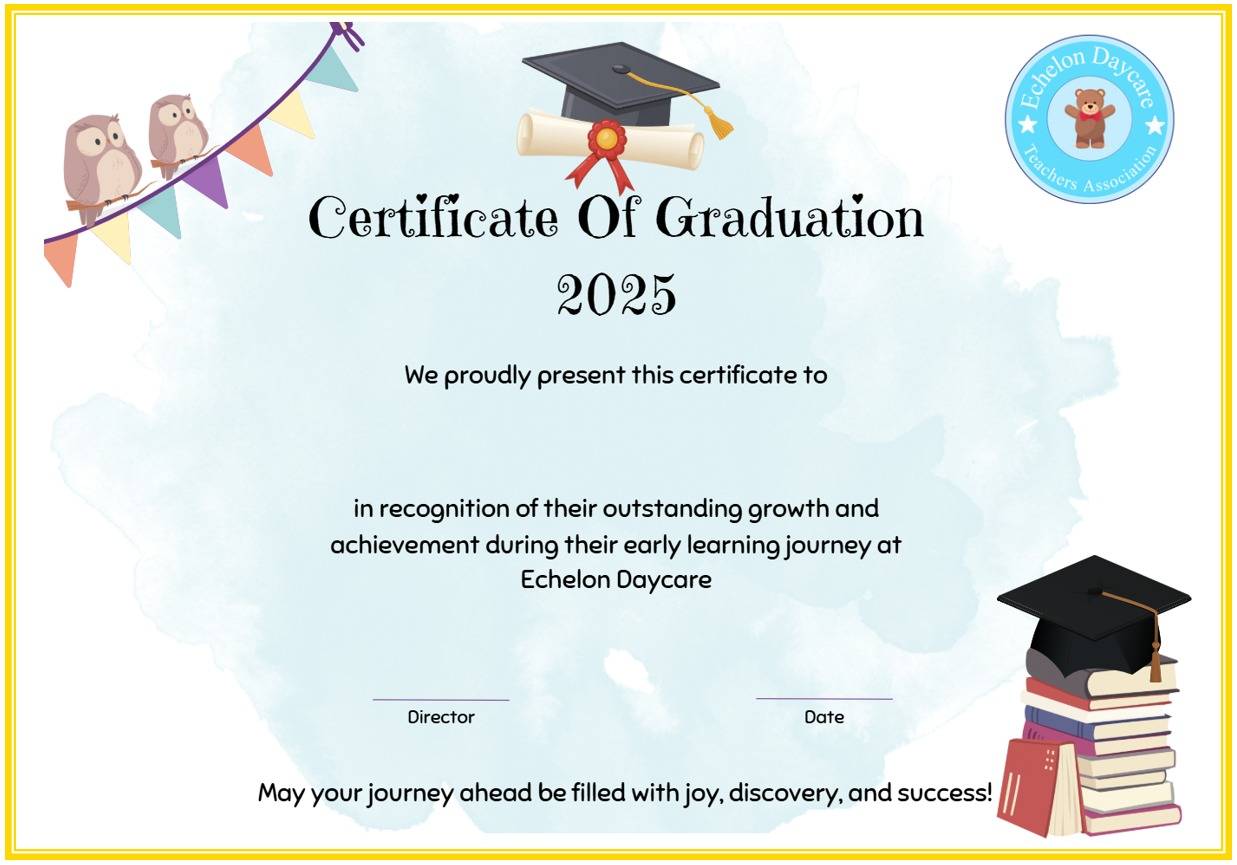 Echelon Daycare
Teachers Association
Certificate Of Graduation
2025
We proudly present this certificate to
in recognition of their outstanding growth and
achievement during their early learning journey at
Echelon Daycare
Director
Date
May your journey ahead be filled with joy, discovery, and success!